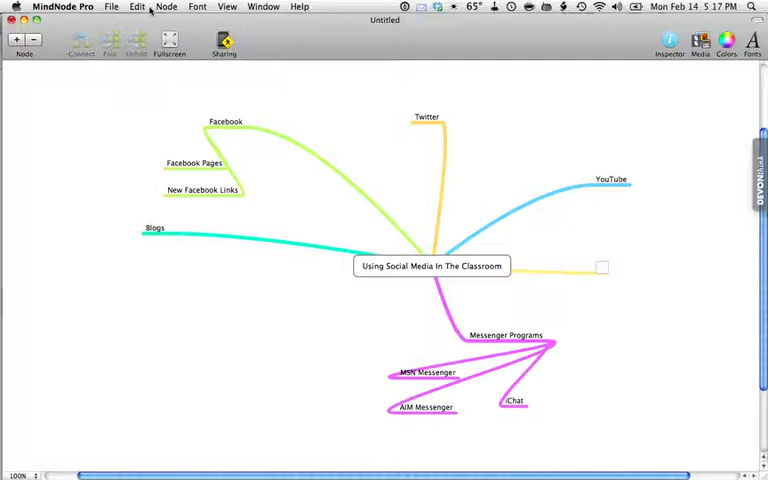 MindNode Pro File Edit Node Font View Window Help 65° Mon Feb 14 5:17 PM
Untitled
Node Connect Fold Unfold Fullscreen Sharing Inspector Media Colors Fonts
Facebook
Twitter
Facebook Pages
YouTube
New Facebook Links
DEVONthink
Blogs
Using Social Media In The Classroom
Messenger Programs
MSN Messenger
iChat
AIM Messenger
100%